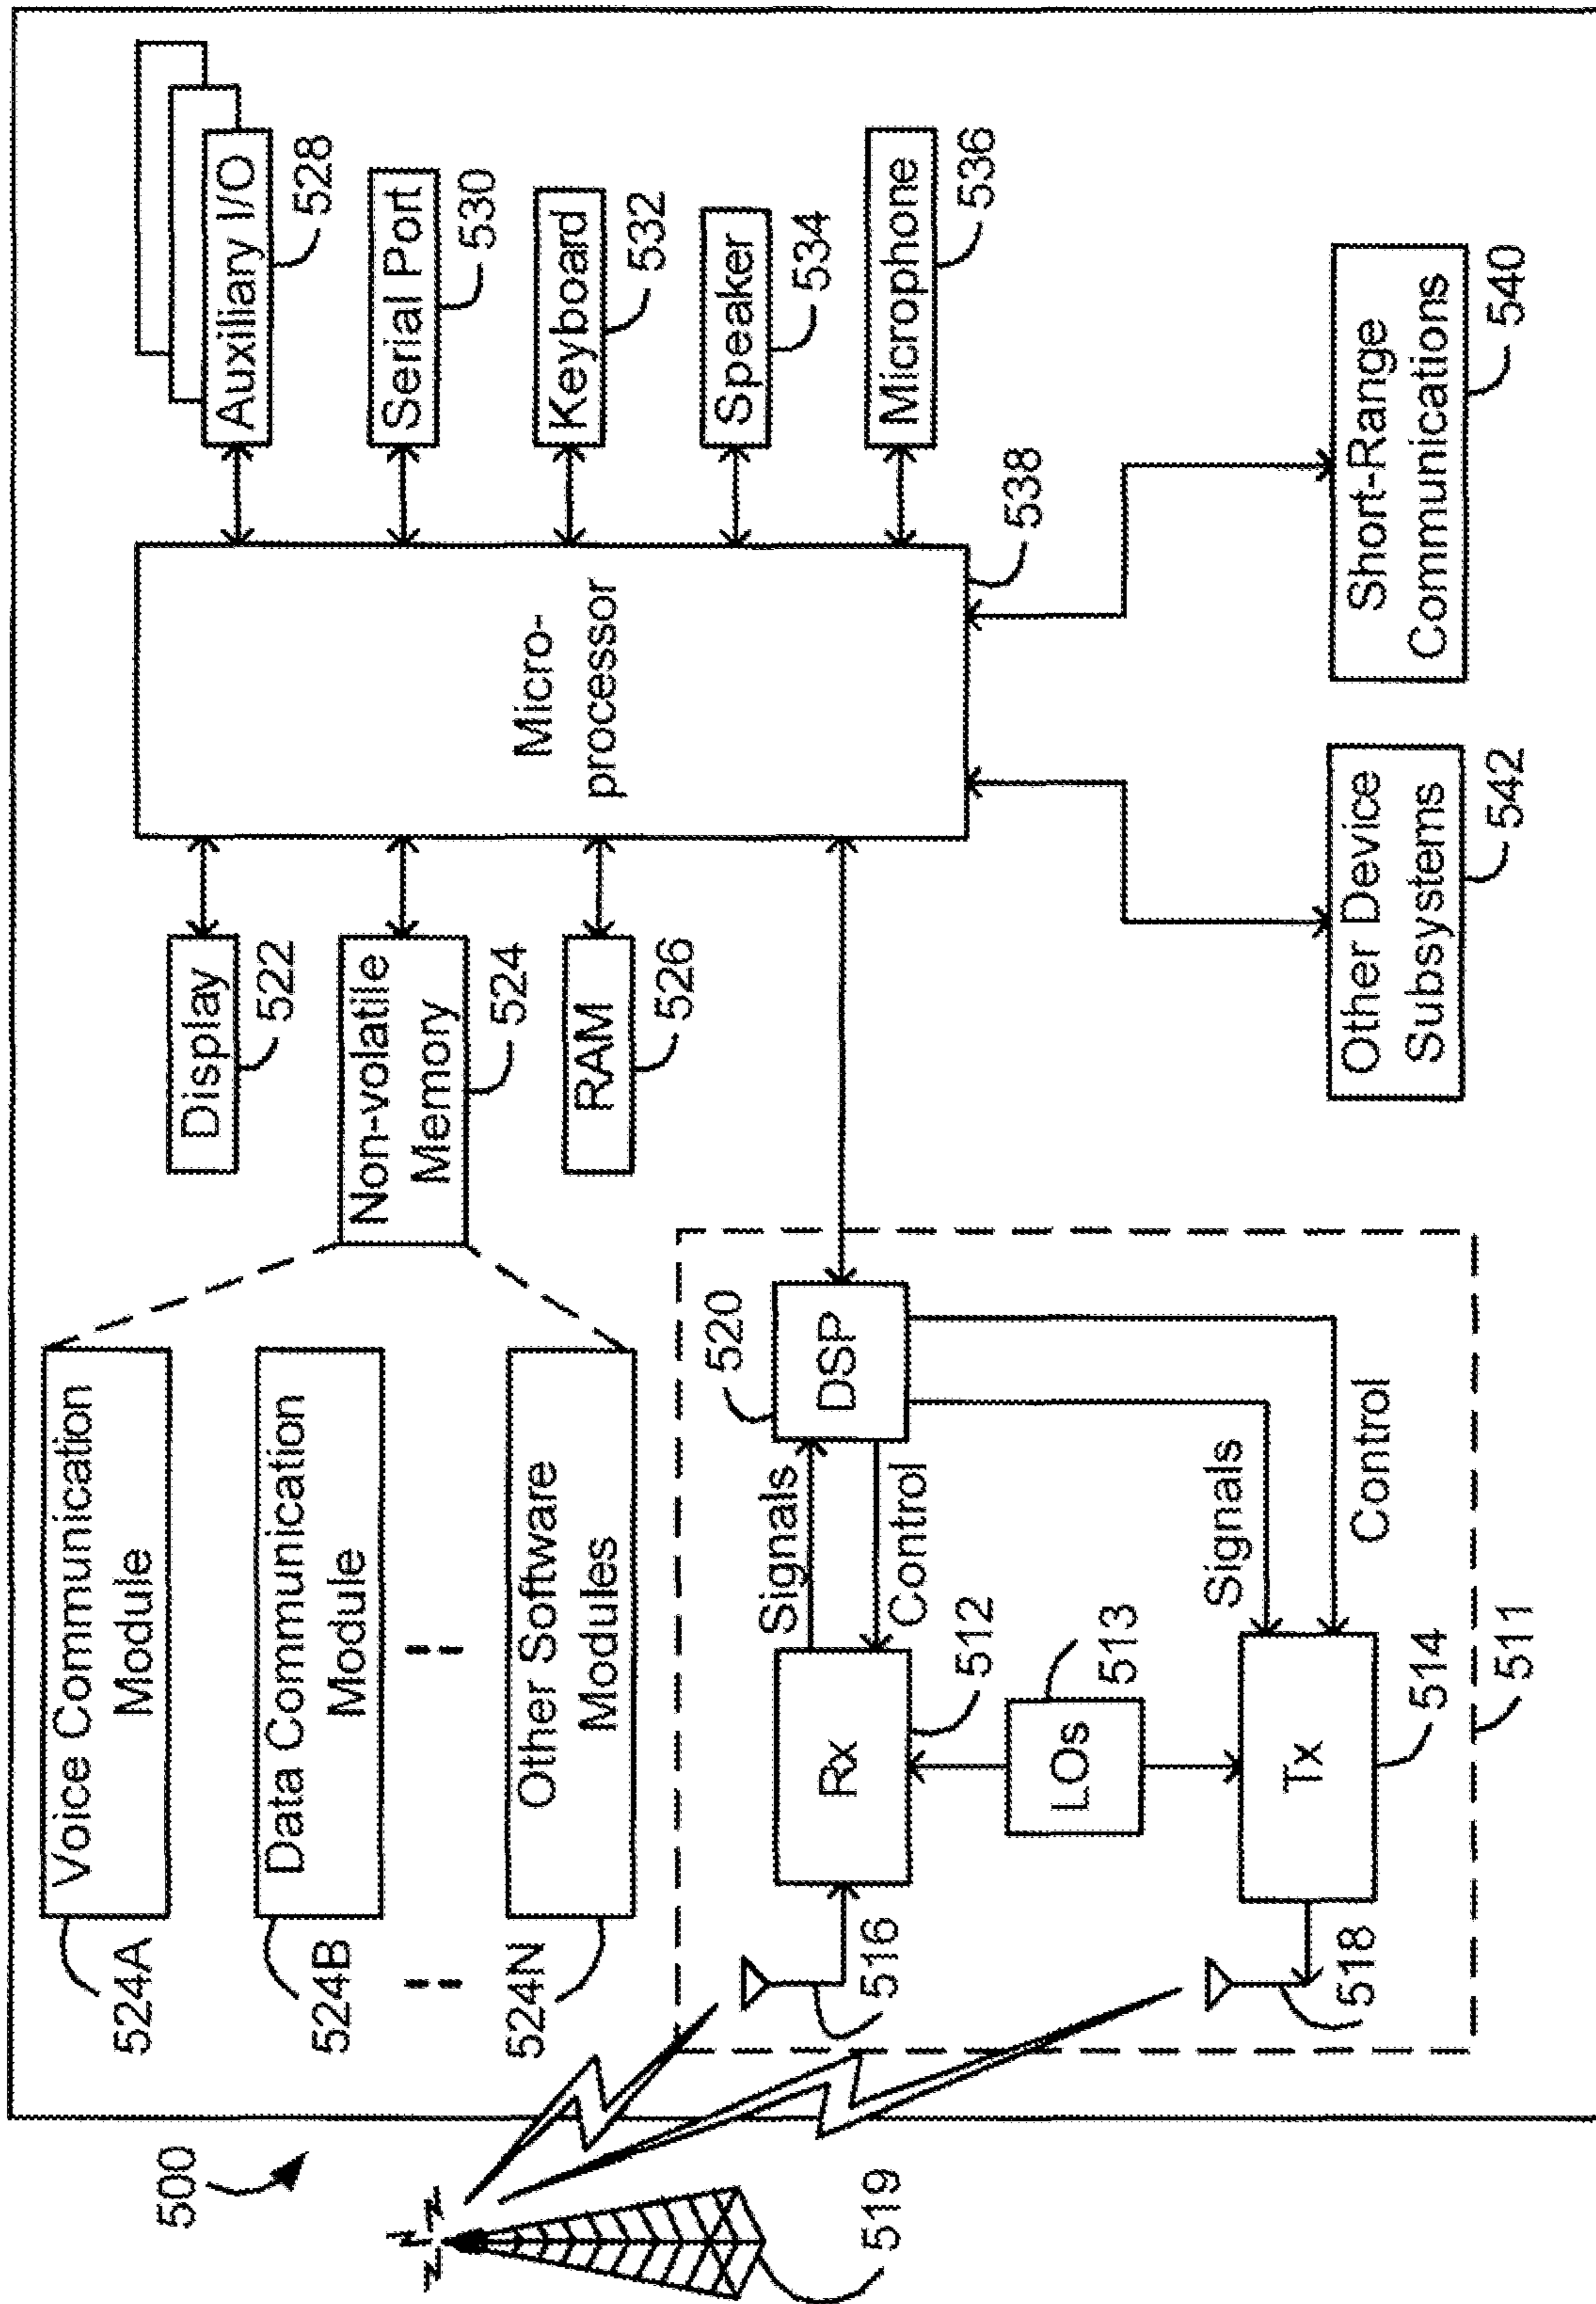 500
519
524A
Voice Communication
Module
524B
Data Communication
Module
524N
Other Software
Modules
Display
522
Non-volatile
Memory
524
RAM
526
Micro-
processor
538
Auxiliary I/O
528
Serial Port
530
Keyboard
532
Speaker
534
Microphone
536
Short-Range
Communications
540
Other Device
Subsystems
542
520
DSP
Signals
Control
Rx
512
516
LOs
513
Signals
Control
Tx
514
518
511